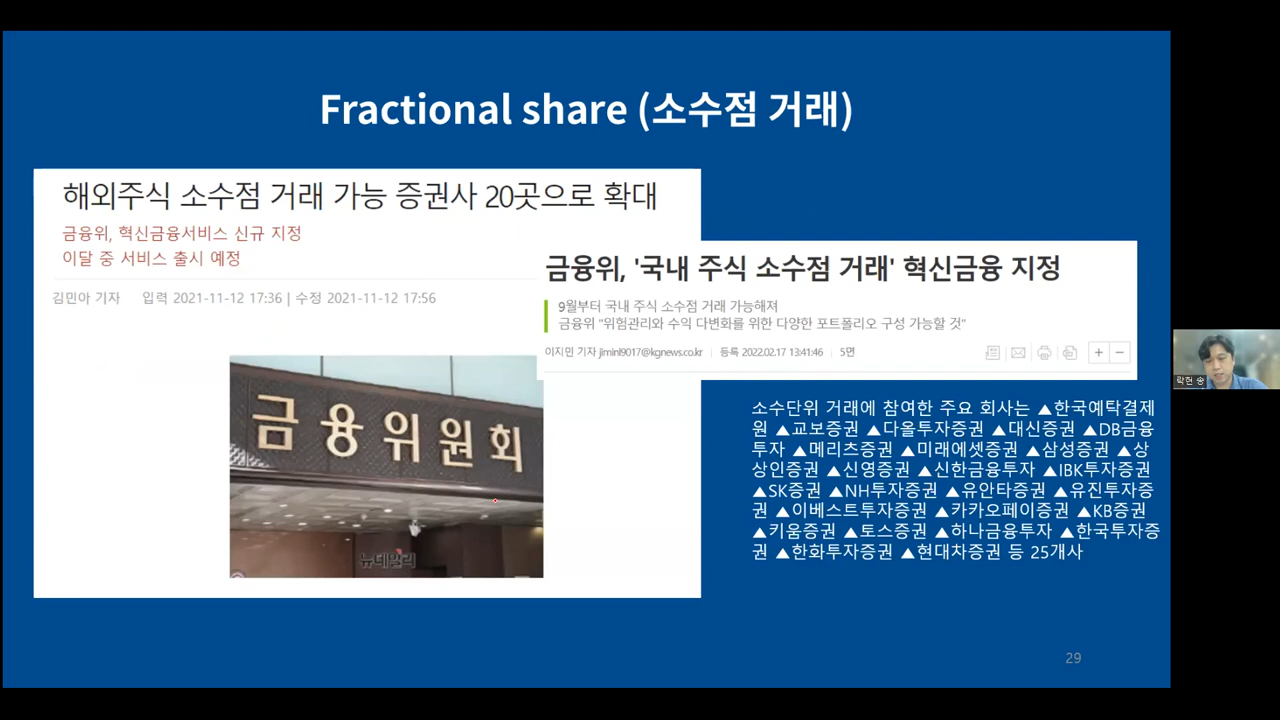 Fractional share (소수점 거래)
해외주식 소수점 거래 가능 증권사 20곳으로 확대
금융위, 혁신금융서비스 신규 지정
이달 중 서비스 출시 예정
김민아 기자 입력 2021-11-12 17:36 | 수정 2021-11-12 17:56
금융위원회
뉴데일리
금융위, '국내 주식 소수점 거래' 혁신금융 지정
9월부터 국내 주식 소수점 거래 가능해져
금융위 "위험관리와 수익 다변화를 위한 다양한 포트폴리오 구성 가능할 것"
이지민 기자 jiminl9017@kgnews.co.kr | 등록 2022.02.17 13:41:46 | 5면
소수단위 거래에 참여한 주요 회사는 ▲한국예탁결제
원 ▲교보증권 ▲다올투자증권 ▲대신증권 ▲DB금융
투자 ▲메리츠증권 ▲미래에셋증권 ▲삼성증권 ▲상
상인증권 ▲신영증권 ▲신한금융투자 ▲IBK투자증권
▲SK증권 ▲NH투자증권 ▲유안타증권 ▲유진투자증
권 ▲이베스트투자증권 ▲카카오페이증권 ▲KB증권
▲키움증권 ▲토스증권 ▲하나금융투자 ▲한국투자증
권 ▲한화투자증권 ▲현대차증권 등 25개사
락현 송
29